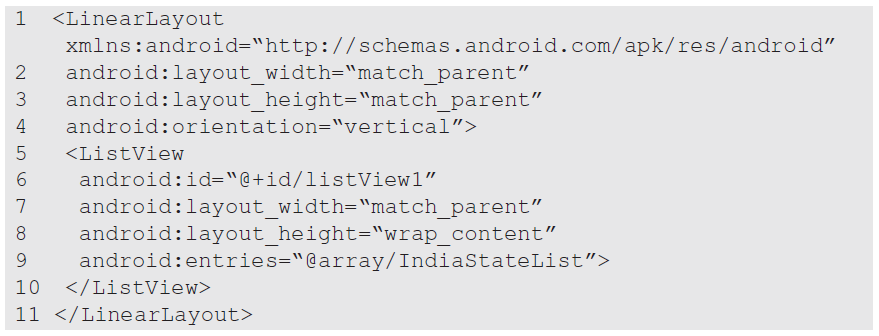 1 <LinearLayout
xmlns:android=“http://schemas.android.com/apk/res/android”
2 android:layout_width=“match_parent”
3 android:layout_height=“match_parent”
4 android:orientation=“vertical”>
5 <ListView
6 android:id=“@+id/listView1”
7 android:layout_width=“match_parent”
8 android:layout_height=“wrap_content”
9 android:entries=“@array/IndiaStateList”>
10 </ListView>
11 </LinearLayout>